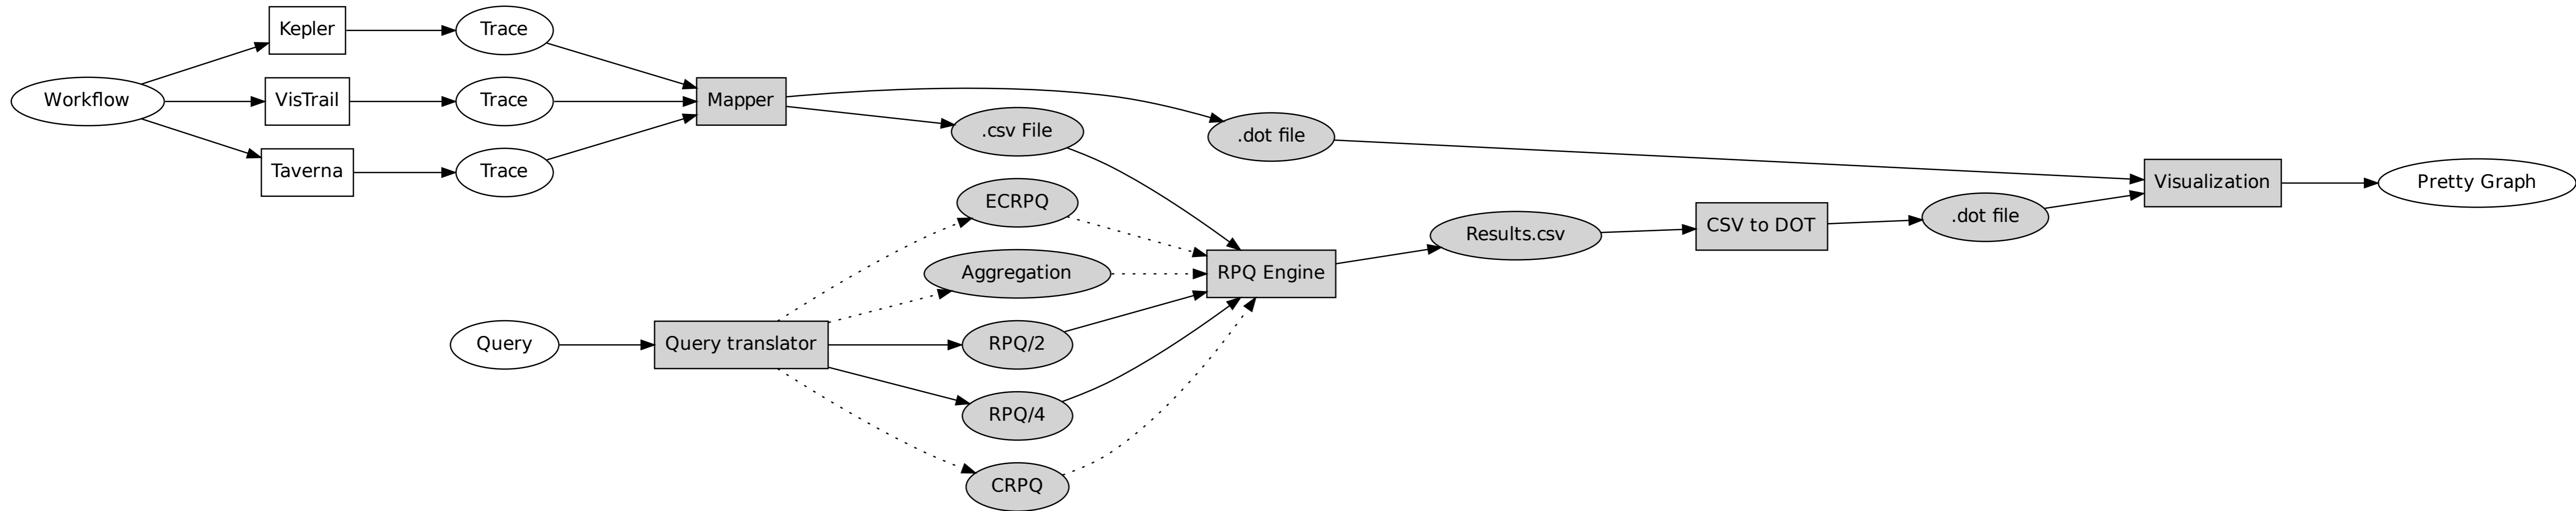 Kepler
Trace
Workflow
VisTrail
Trace
Mapper
Taverna
Trace
.csv File
.dot file
ECRPQ
Aggregation
RPQ Engine
Results.csv
CSV to DOT
.dot file
Visualization
Pretty Graph
Query
Query translator
RPQ/2
RPQ/4
CRPQ